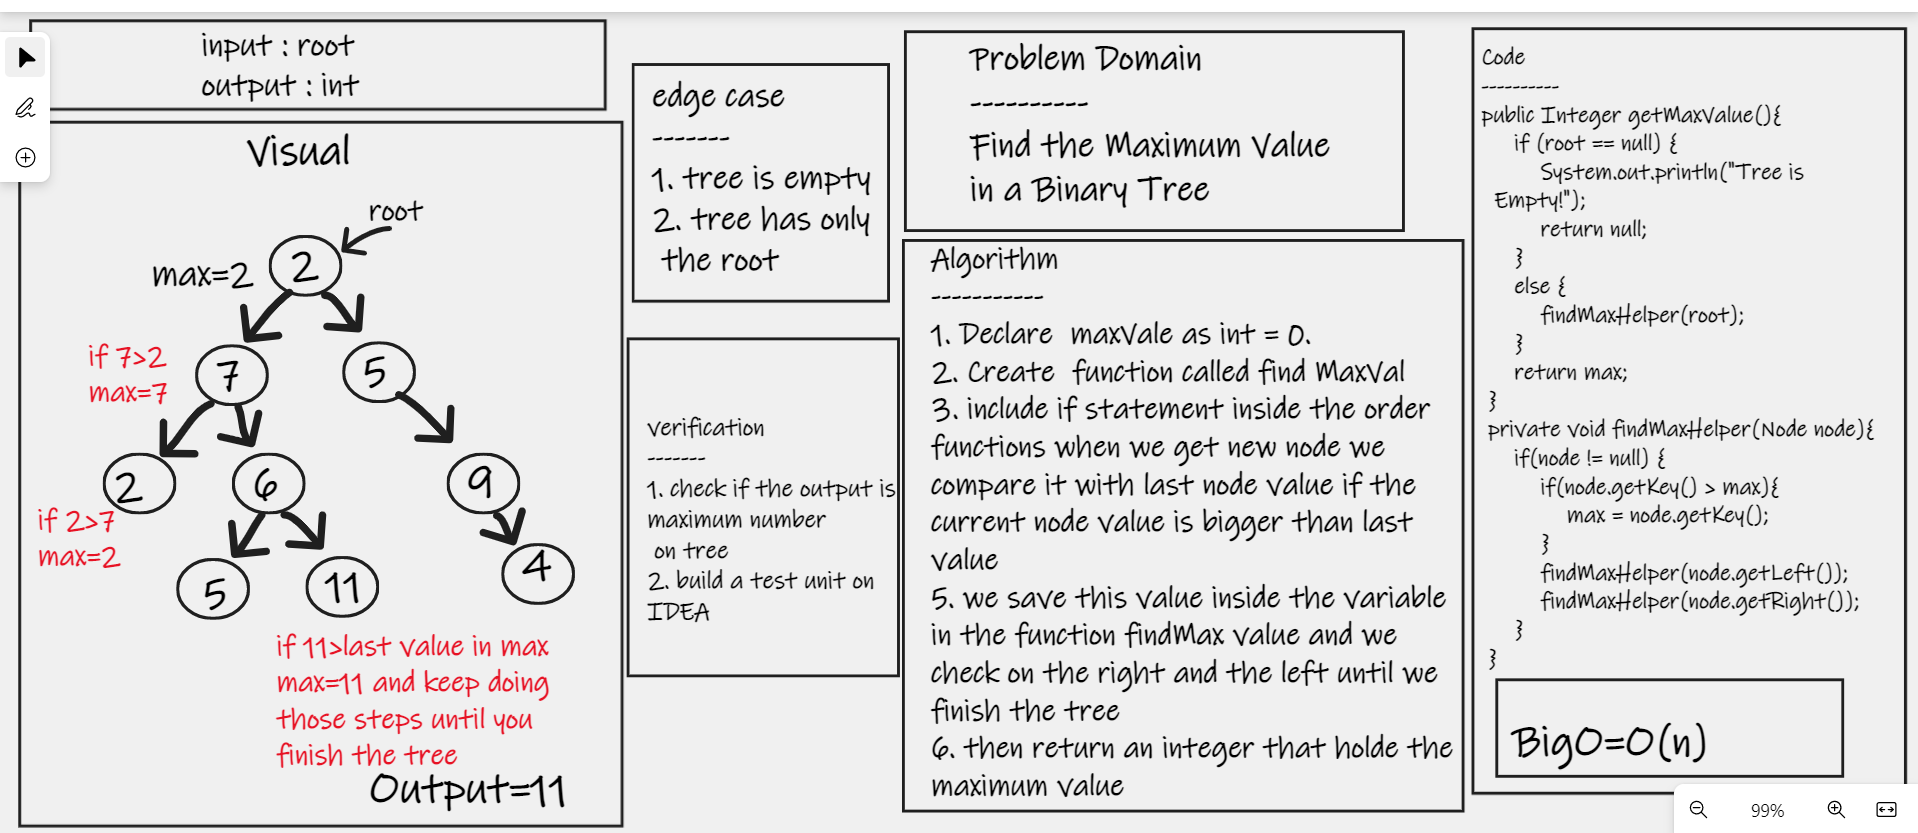 input : root
output : int
Visual
root
2
max=2
if 7>2
max=7
7
5
2
6
9
if 2>7
max=2
5
11
4
if 11>last value in max
max=11 and keep doing
those steps until you
finish the tree
Output=11
edge case
-------
1. tree is empty
2. tree has only
the root
verification
-------
1. check if the output is
maximum number
on tree
2. build a test unit on
IDEA
Problem Domain
----------
Find the Maximum Value
in a Binary Tree
Algorithm
-----------
1. Declare maxVale as int = 0.
2. Create function called find MaxVal
3. include if statement inside the order
functions when we get new node we
compare it with last node value if the
current node value is bigger than last
value
5. we save this value inside the variable
in the function findMax value and we
check on the right and the left until we
finish the tree
6. then return an integer that holde the
maximum value
Code
----------
public Integer getMaxValue(){
if (root == null) {
System.out.println("Tree is
Empty!");
return null;
}
else {
findMaxHelper(root);
}
return max;
}
private void findMaxHelper(Node node){
if(node != null) {
if(node.getKey() > max){
max = node.getKey();
}
findMaxHelper(node.getLeft());
findMaxHelper(node.getRight());
}
}
BigO=O(n)
99%